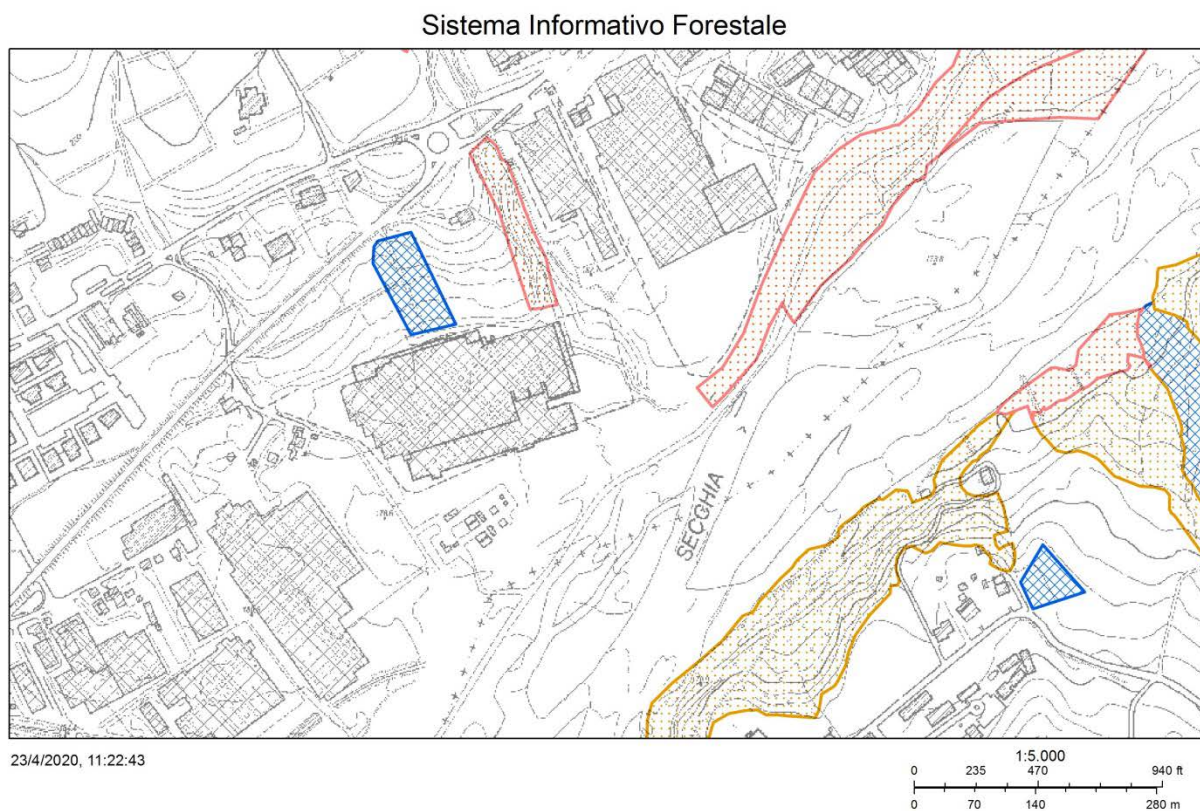 Sistema Informativo Forestale
SECCHIA
23/4/2020, 11:22:43
1:5.000
0 235 470 940 ft
0 70 140 280 m